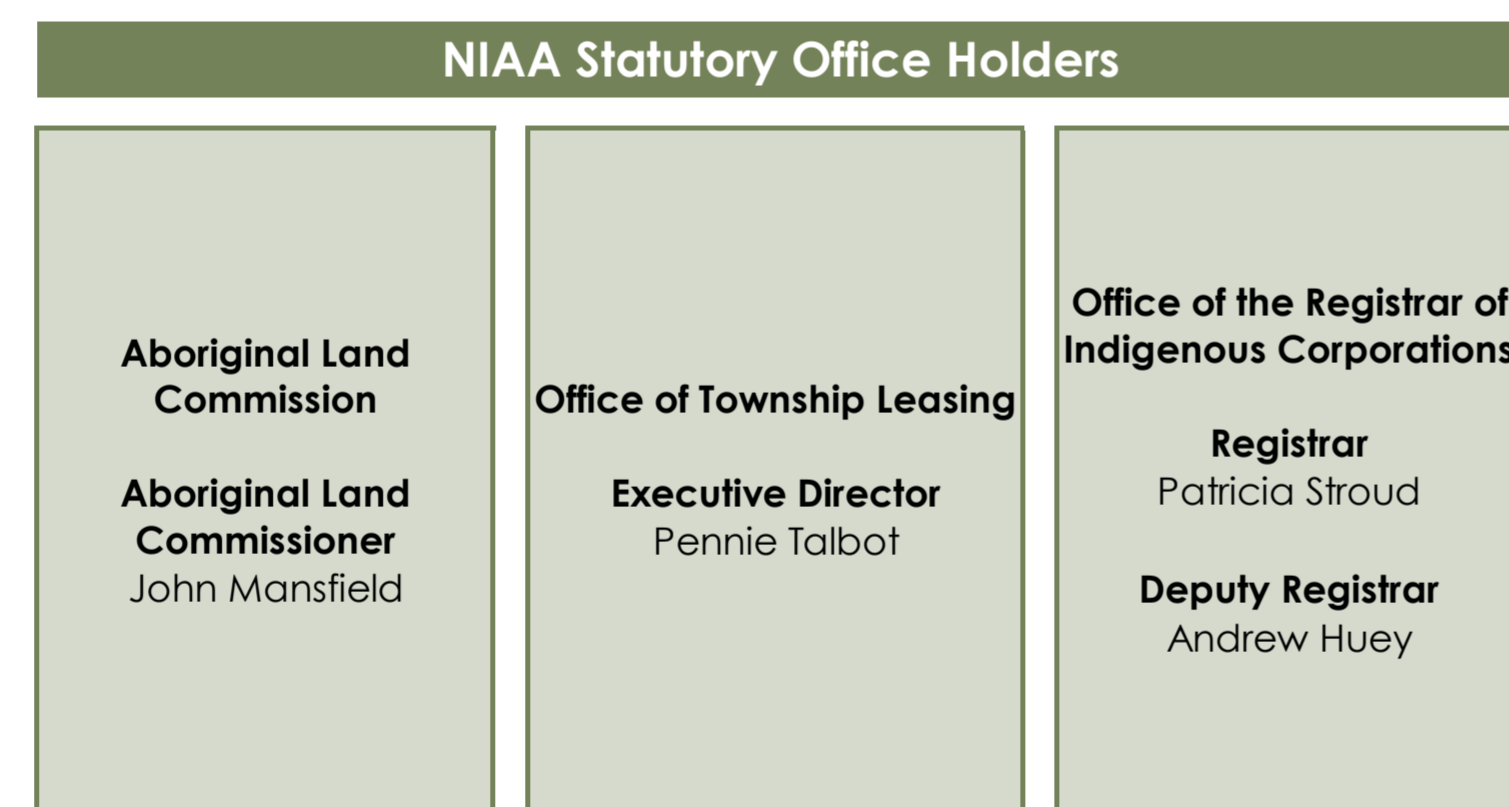 NIAA Statutory Office Holders
Aboriginal Land
Commission
Aboriginal Land
Commissioner
John Mansfield
Office of Township Leasing
Executive Director
Pennie Talbot
Office of the Registrar of
Indigenous Corporations
Registrar
Patricia Stroud
Deputy Registrar
Andrew Huey